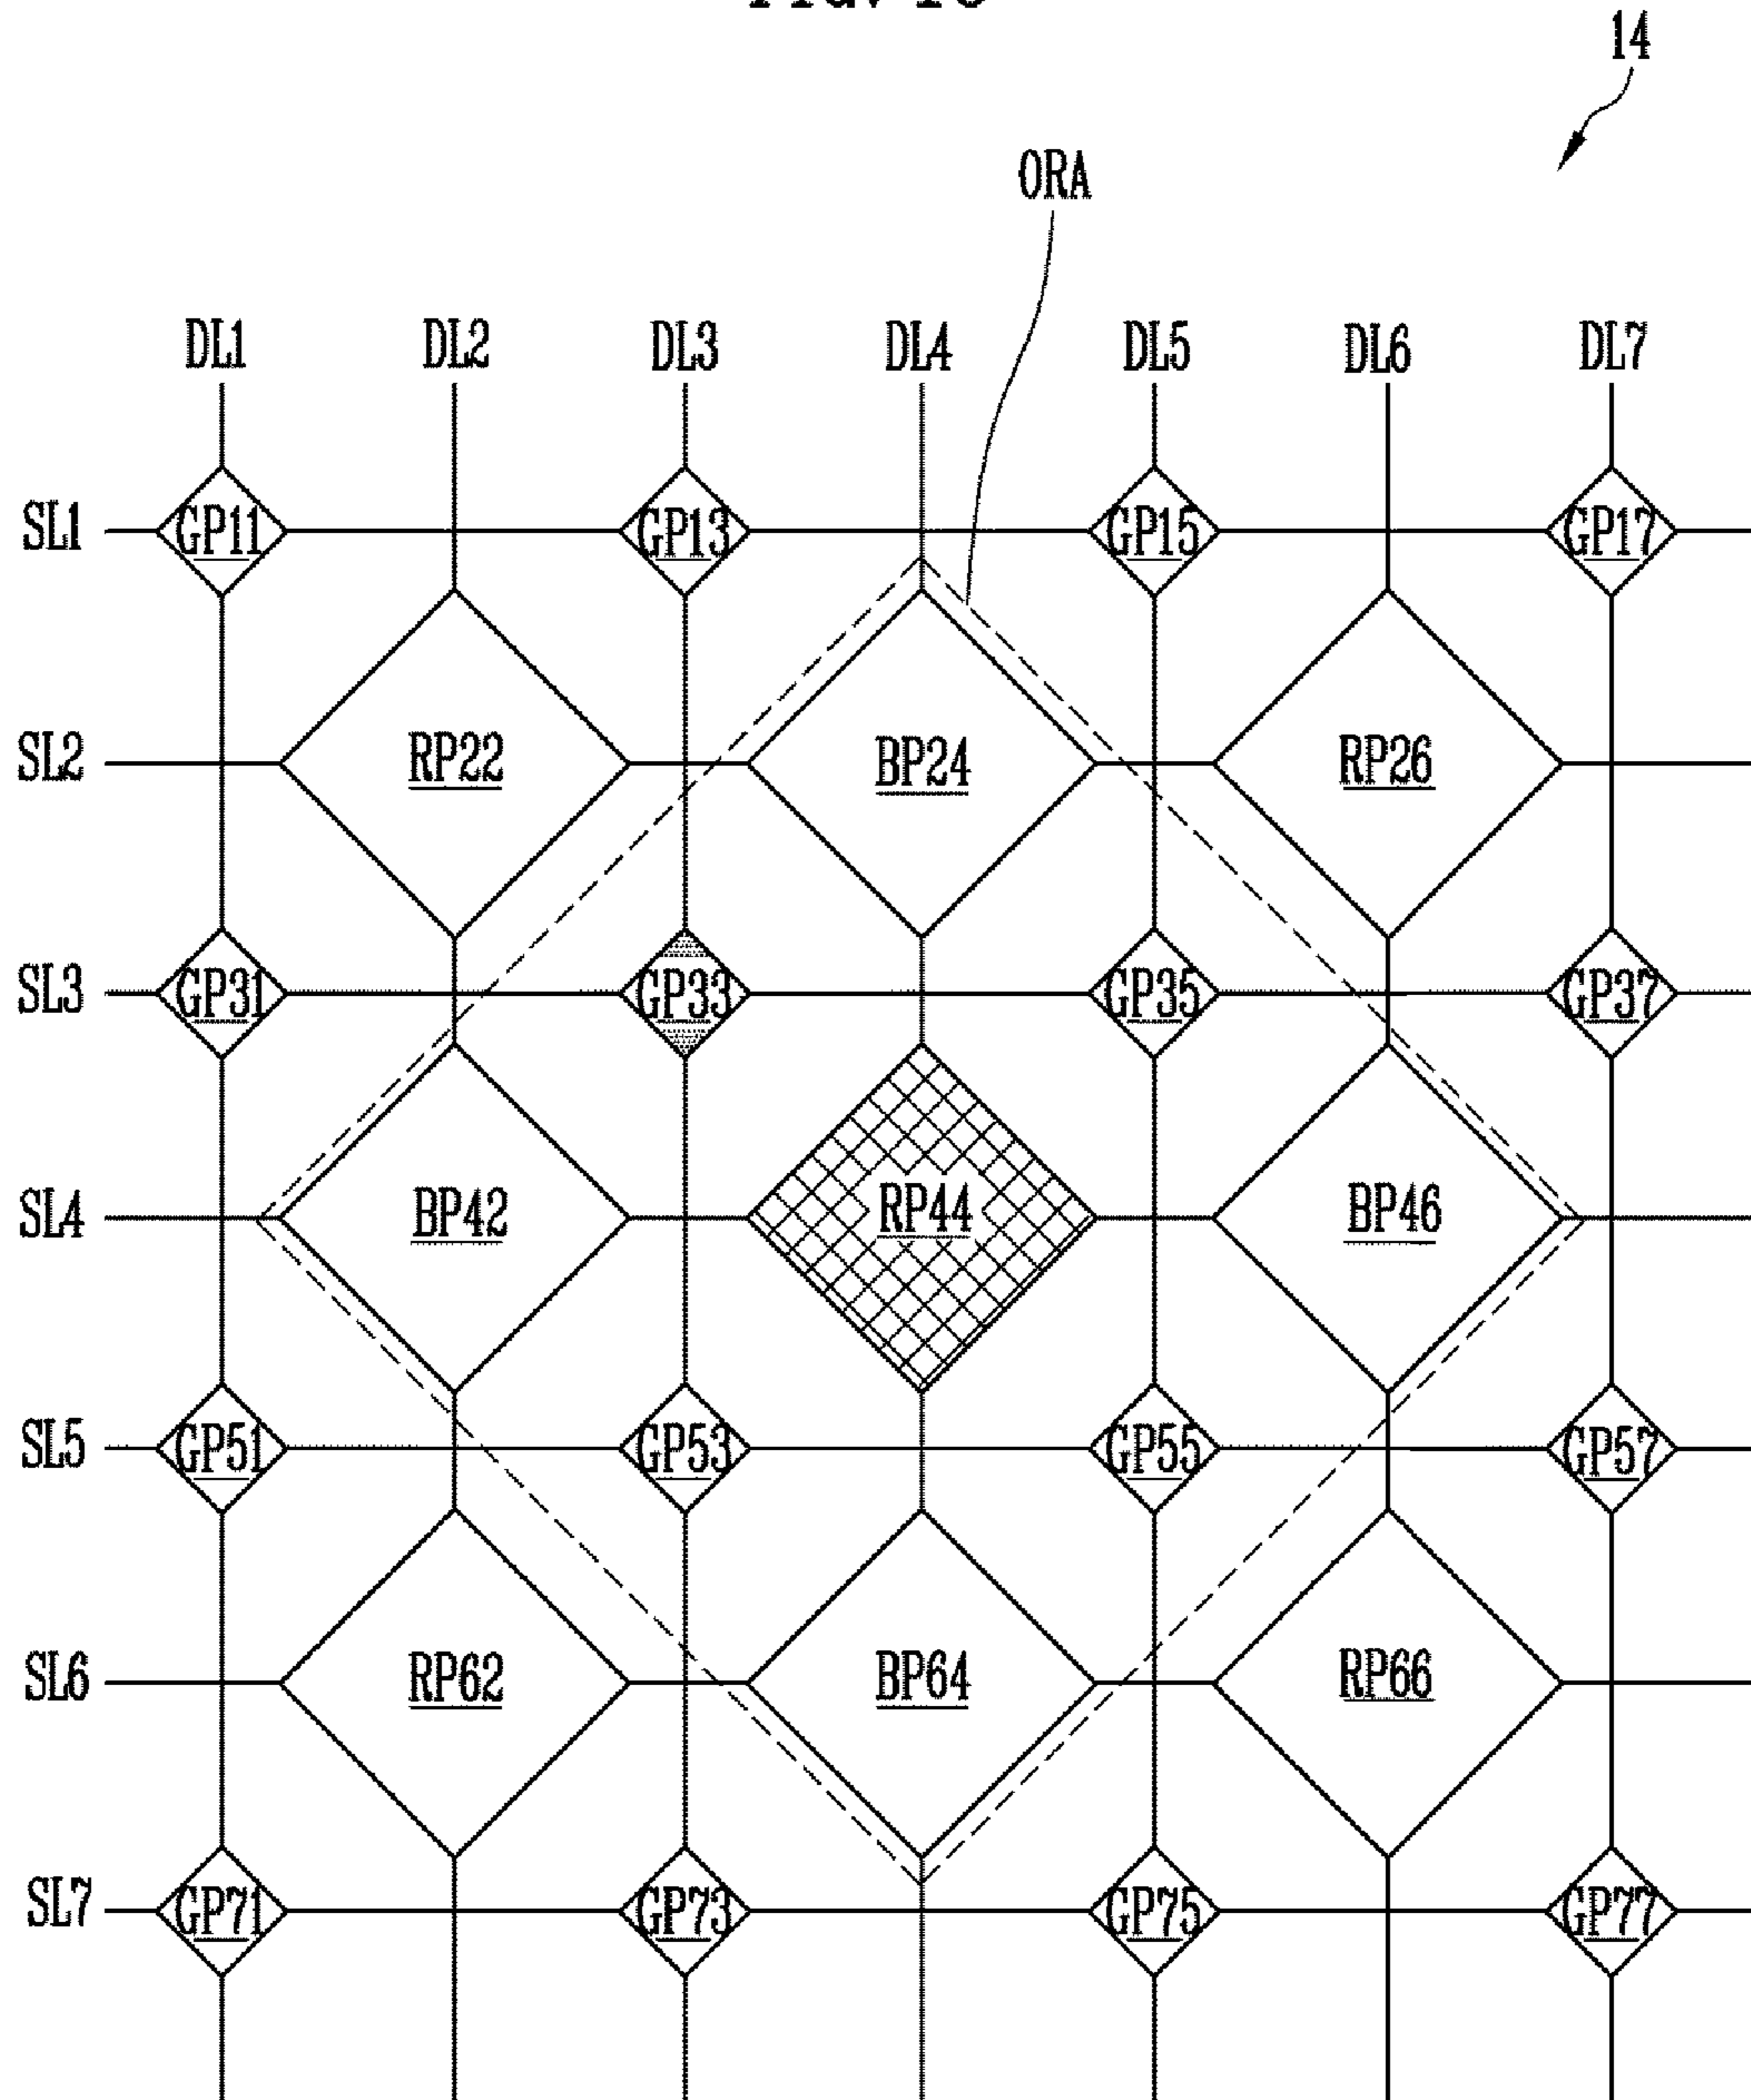 14
ORA
DL1 DL2 DL3 DL4 DL5 DL6 DL7
SL1 GP11 GP13 GP15 GP17
SL2 RP22 BP24 RP26
SL3 GP31 GP33 GP35 GP37
SL4 BP42 RP44 BP46
SL5 GP51 GP53 GP55 GP57
SL6 RP62 BP64 RP66
SL7 GP71 GP73 GP75 GP77